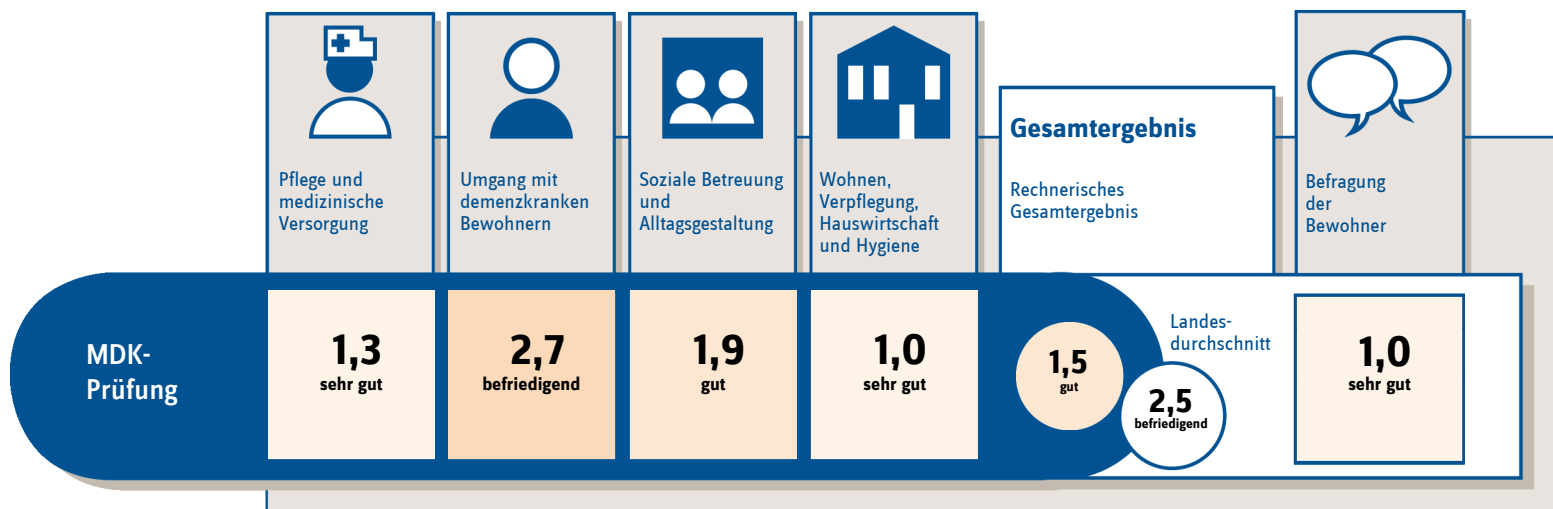 Pflege und
medizinische
Versorgung
Umgang mit
demenzkranken
Bewohnern
Soziale Betreuung
und
Alltagsgestaltung
Wohnen,
Verpflegung,
Hauswirtschaft
und Hygiene
Gesamtergebnis
Rechnerisches
Gesamtergebnis
Befragung
der
Bewohner
MDK-
Prüfung
1,3
sehr gut
2,7
befriedigend
1,9
gut
1,0
sehr gut
1,5
gut
Landes-
durchschnitt
2,5
befriedigend
1,0
sehr gut